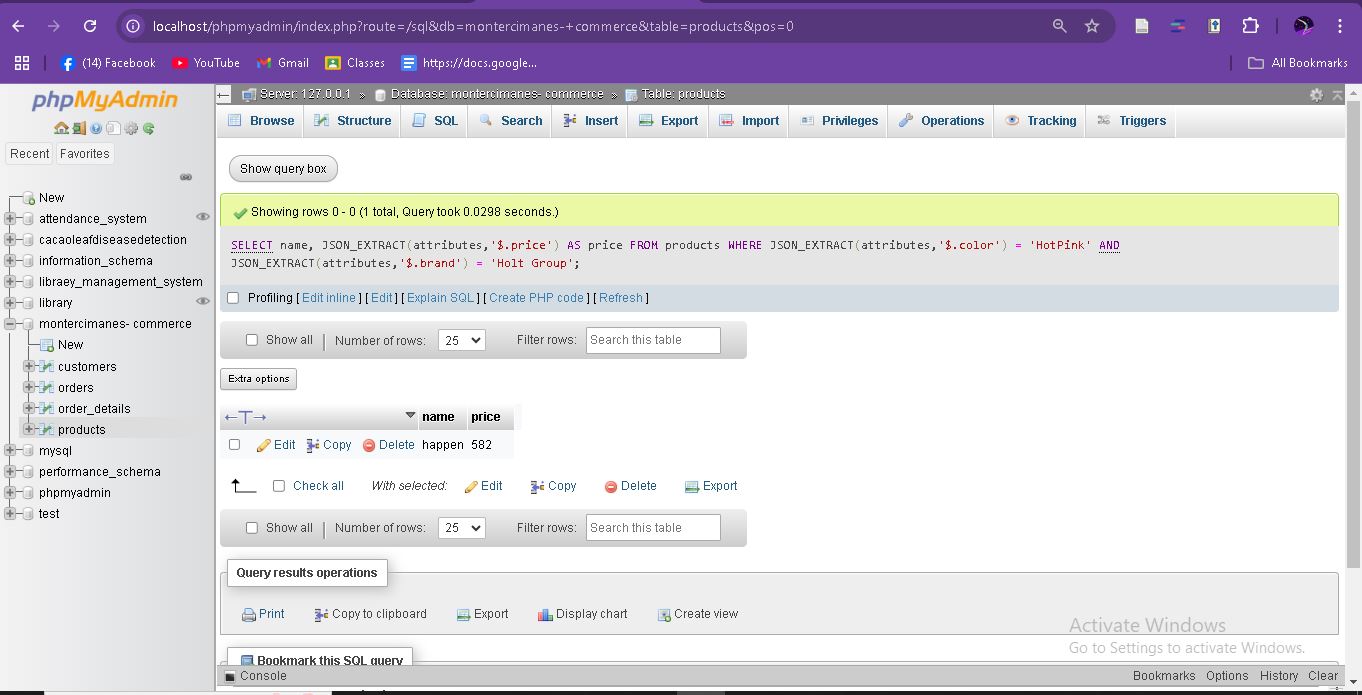 localhost/phpmyadmin/index.php?route=/sql&db=montercimanes-+commerce&table=products&pos=0
(14) Facebook YouTube Gmail Classes https://docs.google... All Bookmarks
phpMyAdmin
Recent Favorites
New
attendance_system
cacaoleafdiseasedetection
information_schema
libraey_management_system
library
montercimanes- commerce
New
customers
orders
order_details
products
mysql
performance_schema
phpmyadmin
test
Server: 127.0.0.1 » Database: montercimanes- commerce » Table: products
Browse Structure SQL Search Insert Export Import Privileges Operations Tracking Triggers
Show query box
Showing rows 0 - 0 (1 total, Query took 0.0298 seconds.)
SELECT name, JSON_EXTRACT(attributes,'$.price') AS price FROM products WHERE JSON_EXTRACT(attributes,'$.color') = 'HotPink' AND
JSON_EXTRACT(attributes,'$.brand') = 'Holt Group';
Profiling [ Edit inline ] [ Edit ] [ Explain SQL ] [ Create PHP code ] [ Refresh ]
Show all | Number of rows: 25 Filter rows: Search this table
Extra options
←T→ name price
Edit Copy Delete happen 582
Check all With selected: Edit Copy Delete Export
Show all | Number of rows: 25 Filter rows: Search this table
Query results operations
Print Copy to clipboard Export Display chart Create view
Activate Windows
Go to Settings to activate Windows.
Bookmark this SQL query
Console Bookmarks Options History Clear